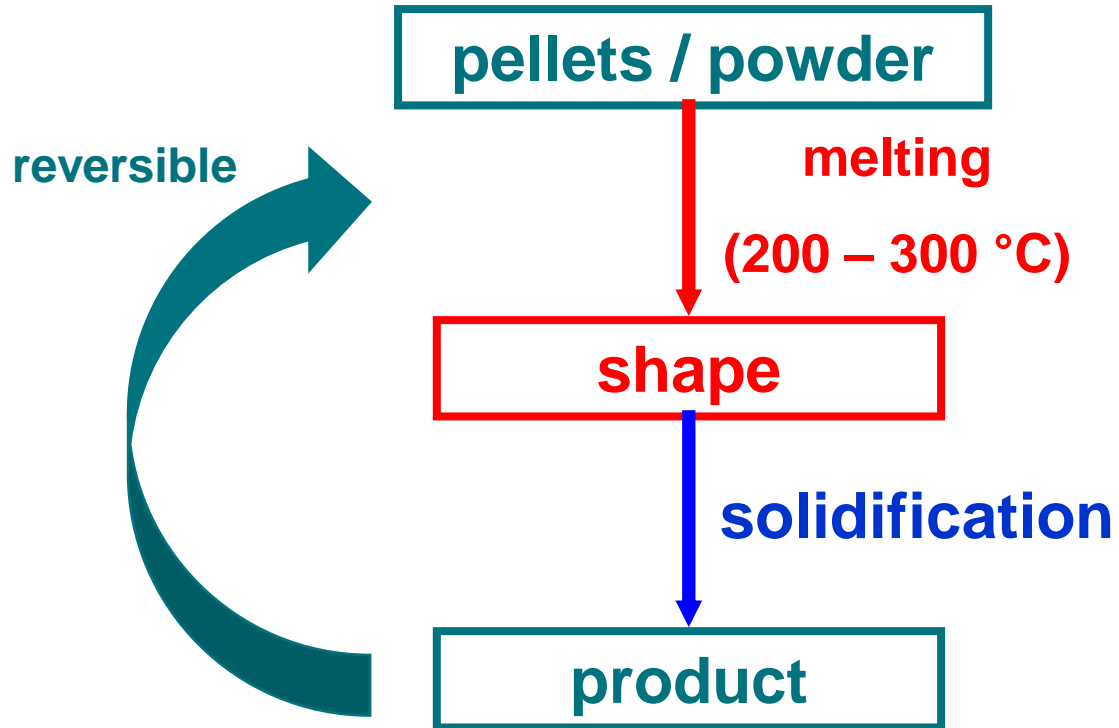 pellets / powder
reversible
melting
(200 – 300 °C)
shape
solidification
product